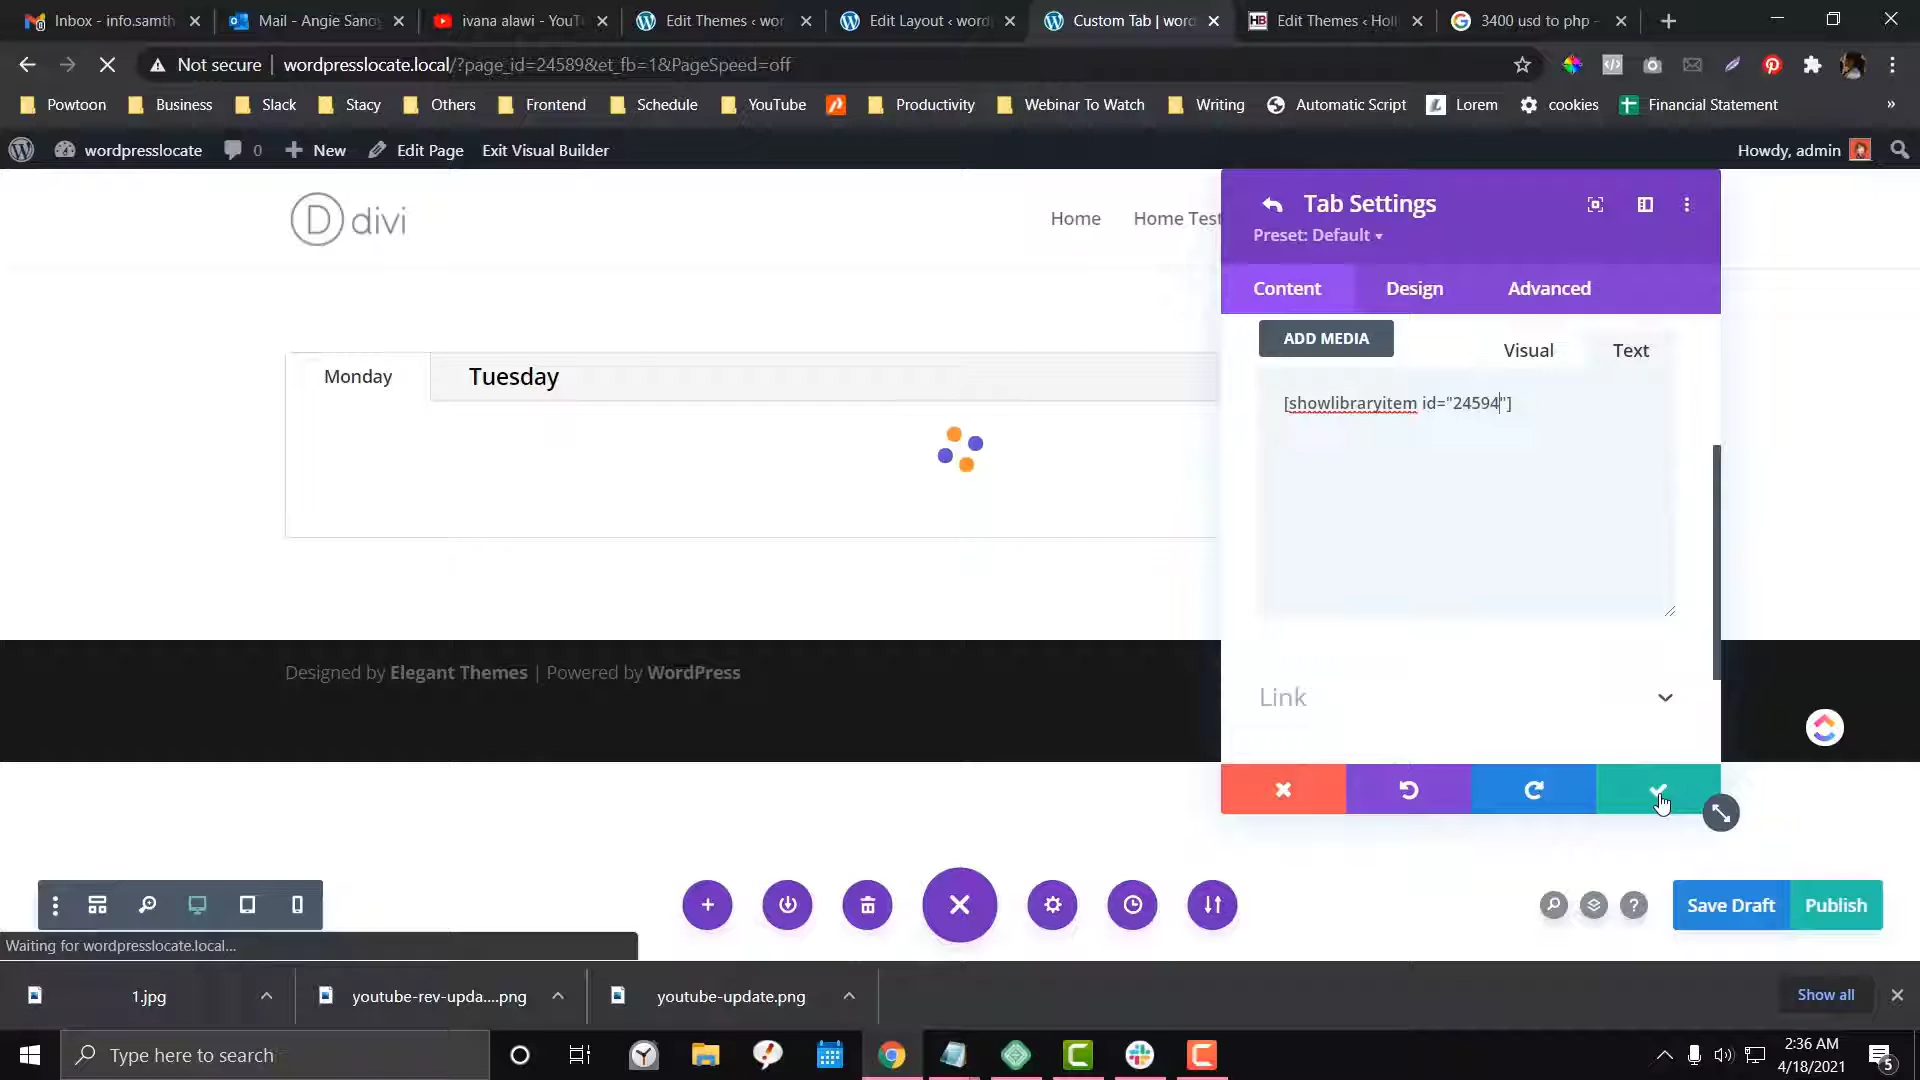 Inbox - info.samth
Mail - Angie Sano
ivana alawi - YouT
Edit Themes ‹ wor
Edit Layout ‹ word
Custom Tab | word
HB
Edit Themes ‹ Holl
3400 usd to php -
Not secure
wordpresslocate.local/?page_id=24589&et_fb=1&PageSpeed=off
Powtoon
Business
Slack
Stacy
Others
Frontend
Schedule
YouTube
Productivity
Webinar To Watch
Writing
Automatic Script
Lorem
cookies
Financial Statement
»
wordpresslocate
0
New
Edit Page
Exit Visual Builder
Howdy, admin
D divi
Home
Home Test
Tab Settings
Preset: Default
Content
Design
Advanced
ADD MEDIA
Visual
Text
Monday
Tuesday
[showlibraryitem id="24594"]
Designed by Elegant Themes | Powered by WordPress
Link
Save Draft
Publish
Waiting for wordpresslocate.local...
1.jpg
youtube-rev-upda....png
youtube-update.png
Show all
Type here to search
2:36 AM
4/18/2021
5